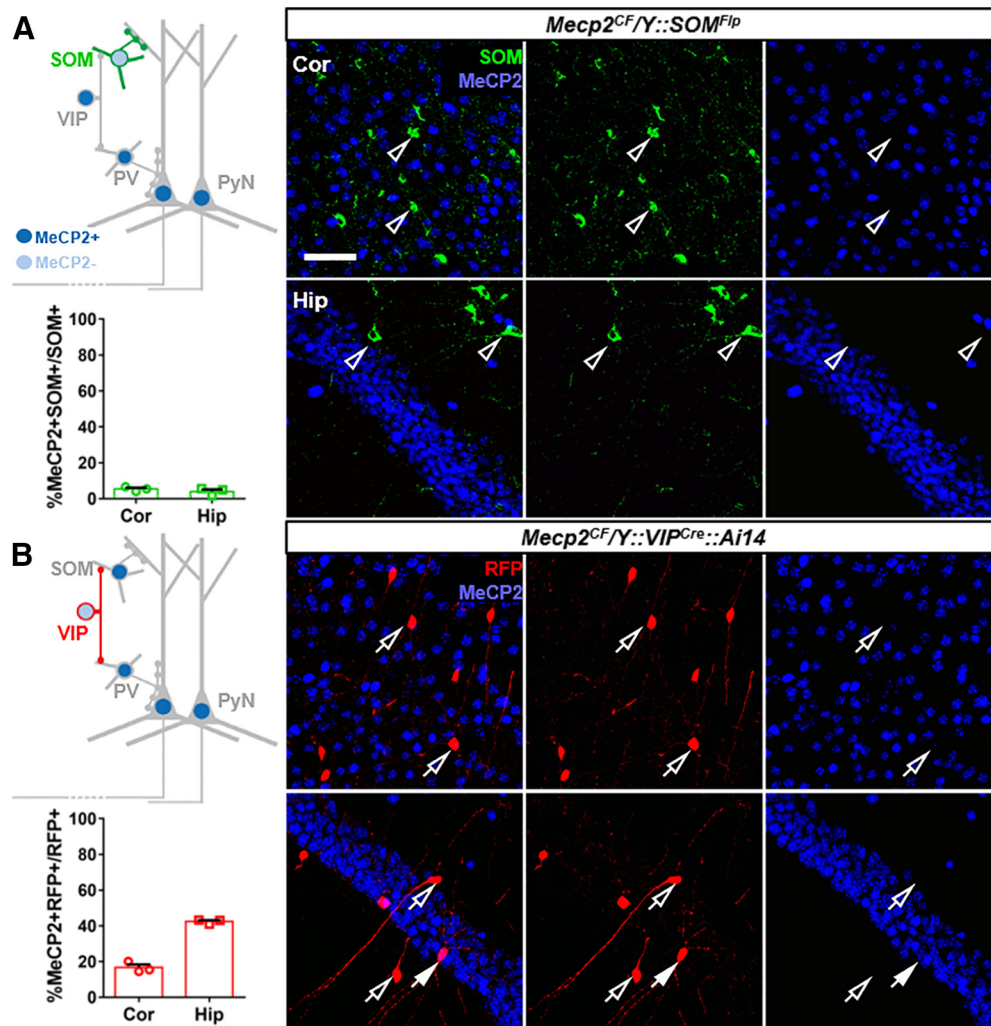 A
SOM
VIP
PV
PyN
MeCP2+
MeCP2-
%MeCP2+SOM+/SOM+
100
80
60
40
20
0
Cor
Hip
Mecp2CF/Y::SOMFlp
Cor
SOM
MeCP2
Hip
B
SOM
VIP
PV
PyN
%MeCP2+RFP+/RFP+
100
80
60
40
20
0
Cor
Hip
Mecp2CF/Y::VIPCre::Ai14
RFP
MeCP2